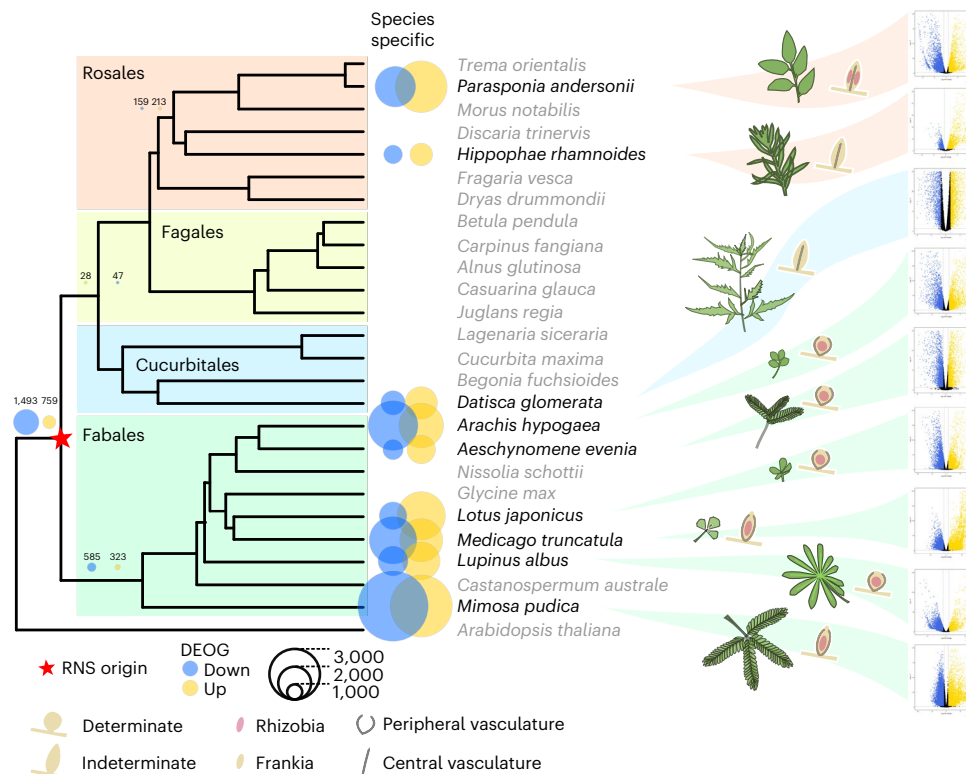 Species
specific
Rosales
Trema orientalis
Parasponia andersonii
159 213
Morus notabilis
Discaria trinervis
Hippophae rhamnoides
Fragaria vesca
Dryas drummondii
Fagales
Betula pendula
Carpinus fangiana
28 47
Alnus glutinosa
Casuarina glauca
Juglans regia
Lagenaria siceraria
Cucurbitales
Cucurbita maxima
Begonia fuchsioides
1,493 759
Datisca glomerata
Fabales
Arachis hypogaea
Aeschynomene evenia
Nissolia schottii
Glycine max
Lotus japonicus
Medicago truncatula
585 323
Lupinus albus
Castanospermum australe
Mimosa pudica
Arabidopsis thaliana
RNS origin
DEOG
Down
Up
3,000
2,000
1,000
Determinate
Rhizobia
Peripheral vasculature
Indeterminate
Frankia
Central vasculature